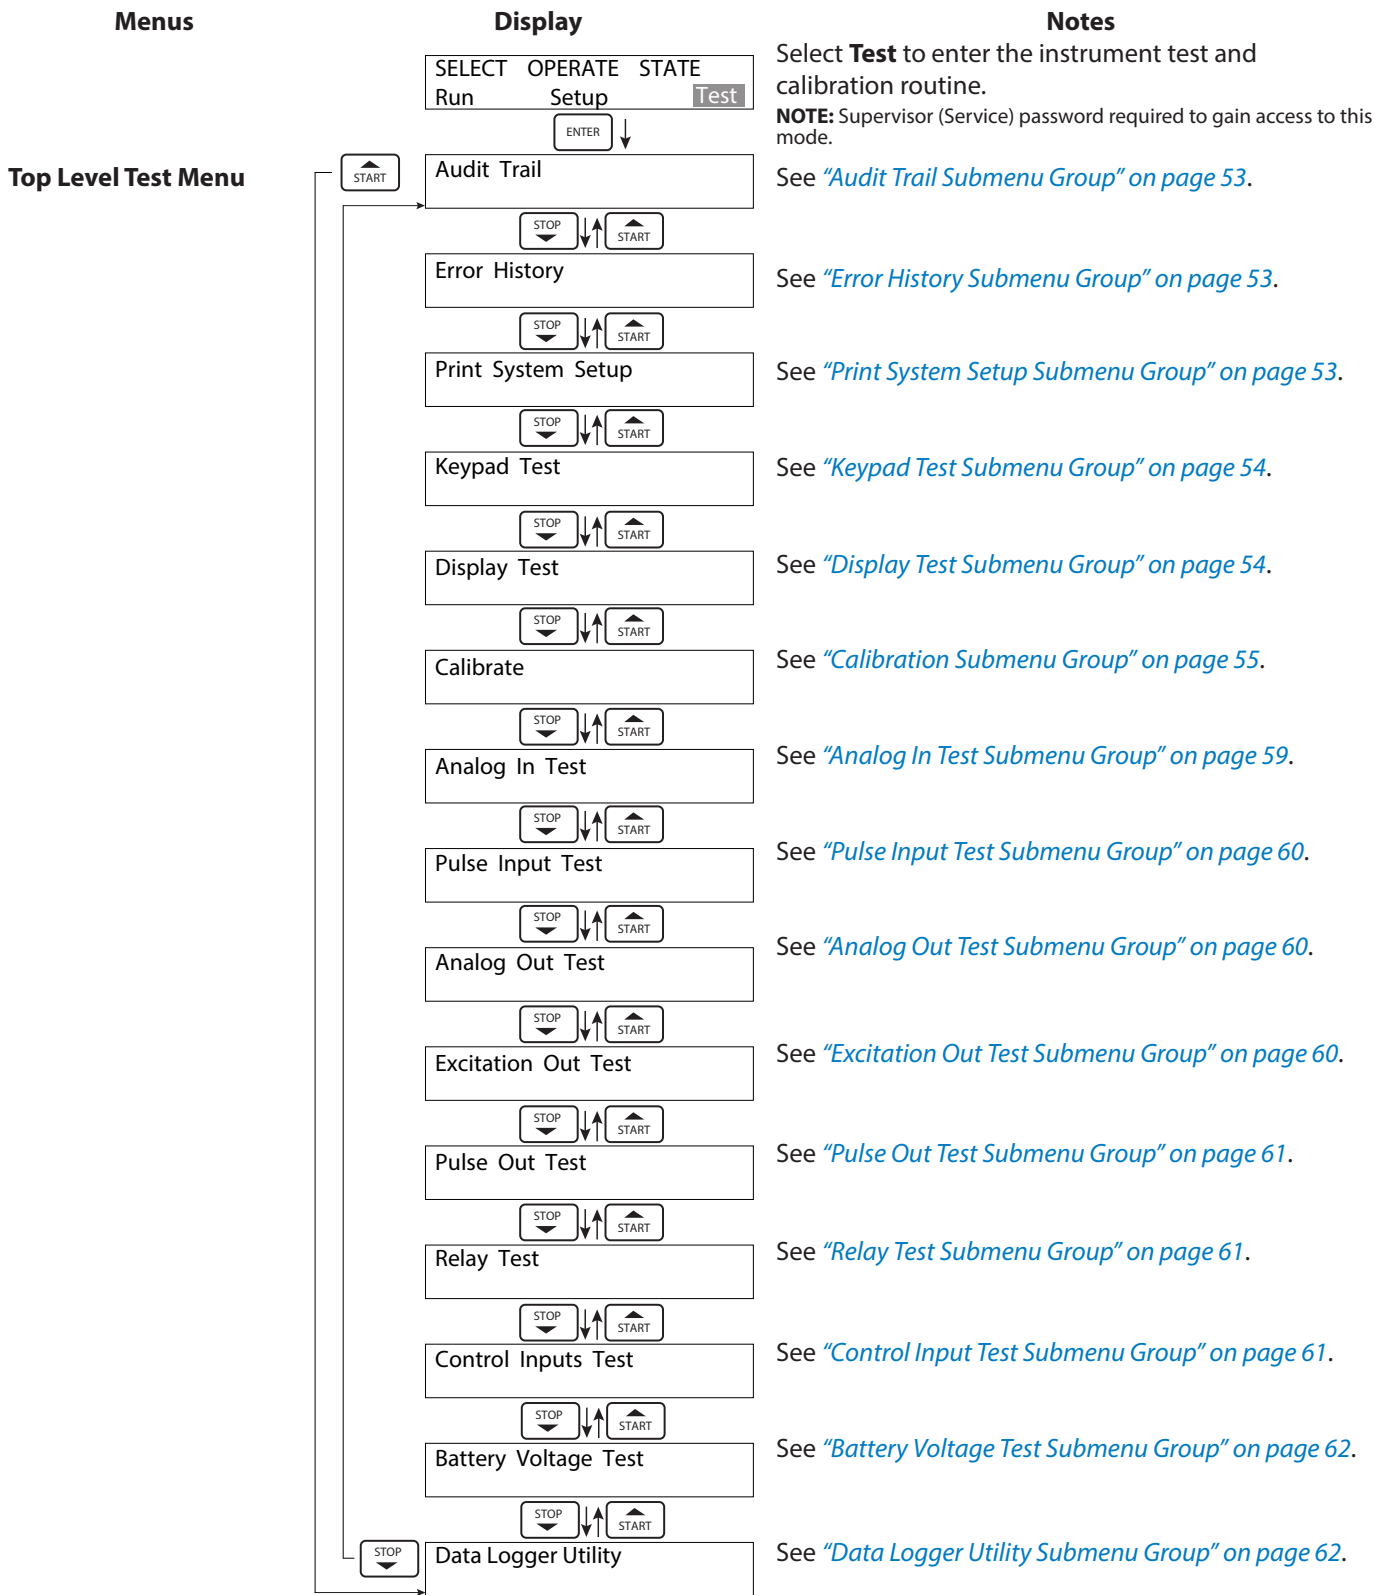 Menus Display Notes
SELECT OPERATE STATE
Run Setup Test
Select Test to enter the instrument test and
calibration routine.
NOTE: Supervisor (Service) password required to gain access to this
mode.
ENTER
Top Level Test Menu
START
Audit Trail
See "Audit Trail Submenu Group" on page 53.
STOP START
Error History
See "Error History Submenu Group" on page 53.
STOP START
Print System Setup
See "Print System Setup Submenu Group" on page 53.
STOP START
Keypad Test
See "Keypad Test Submenu Group" on page 54.
STOP START
Display Test
See "Display Test Submenu Group" on page 54.
STOP START
Calibrate
See "Calibration Submenu Group" on page 55.
STOP START
Analog In Test
See "Analog In Test Submenu Group" on page 59.
STOP START
Pulse Input Test
See "Pulse Input Test Submenu Group" on page 60.
STOP START
Analog Out Test
See "Analog Out Test Submenu Group" on page 60.
STOP START
Excitation Out Test
See "Excitation Out Test Submenu Group" on page 60.
STOP START
Pulse Out Test
See "Pulse Out Test Submenu Group" on page 61.
STOP START
Relay Test
See "Relay Test Submenu Group" on page 61.
STOP START
Control Inputs Test
See "Control Input Test Submenu Group" on page 61.
STOP START
Battery Voltage Test
See "Battery Voltage Test Submenu Group" on page 62.
STOP START
STOP
Data Logger Utility
See "Data Logger Utility Submenu Group" on page 62.